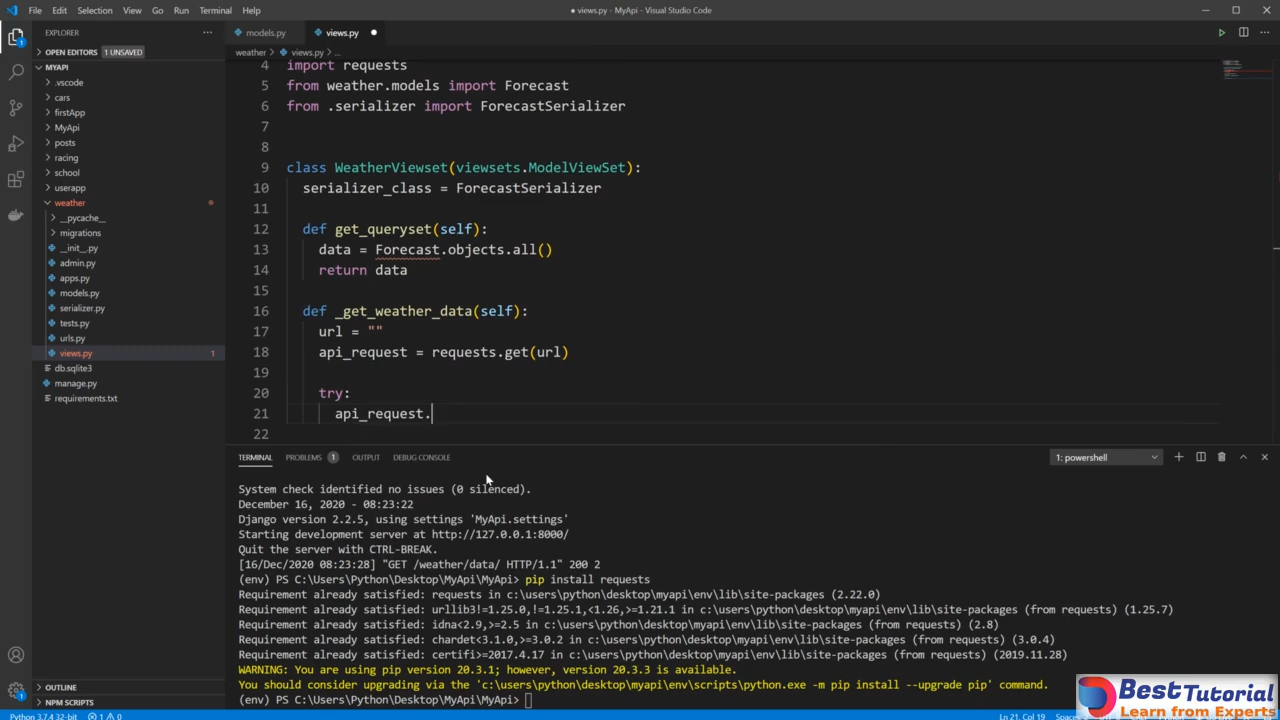 File Edit Selection View Go Run Terminal Help
● views.py - MyApi - Visual Studio Code
EXPLORER
OPEN EDITORS 1 UNSAVED
MYAPI
.vscode
cars
firstApp
MyApi
posts
racing
school
userapp
weather
__pycache__
migrations
__init__.py
admin.py
apps.py
models.py
serializer.py
tests.py
urls.py
views.py 1
db.sqlite3
manage.py
requirements.txt
OUTLINE
NPM SCRIPTS
models.py views.py
weather > views.py > ...
4 import requests
5 from weather.models import Forecast
6 from .serializer import ForecastSerializer
7
8
9 class WeatherViewset(viewsets.ModelViewSet):
10 serializer_class = ForecastSerializer
11
12 def get_queryset(self):
13 data = Forecast.objects.all()
14 return data
15
16 def _get_weather_data(self):
17 url = ""
18 api_request = requests.get(url)
19
20 try:
21 api_request.
22
TERMINAL PROBLEMS 1 OUTPUT DEBUG CONSOLE 1: powershell
System check identified no issues (0 silenced).
December 16, 2020 - 08:23:22
Django version 2.2.5, using settings 'MyApi.settings'
Starting development server at http://127.0.0.1:8000/
Quit the server with CTRL-BREAK.
[16/Dec/2020 08:23:28] "GET /weather/data/ HTTP/1.1" 200 2
(env) PS C:\Users\Python\Desktop\MyApi\MyApi> pip install requests
Requirement already satisfied: requests in c:\users\python\desktop\myapi\env\lib\site-packages (2.22.0)
Requirement already satisfied: urllib3!=1.25.0,!=1.25.1,<1.26,>=1.21.1 in c:\users\python\desktop\myapi\env\lib\site-packages (from requests) (1.25.7)
Requirement already satisfied: idna<2.9,>=2.5 in c:\users\python\desktop\myapi\env\lib\site-packages (from requests) (2.8)
Requirement already satisfied: chardet<3.1.0,>=3.0.2 in c:\users\python\desktop\myapi\env\lib\site-packages (from requests) (3.0.4)
Requirement already satisfied: certifi>=2017.4.17 in c:\users\python\desktop\myapi\env\lib\site-packages (from requests) (2019.11.28)
WARNING: You are using pip version 20.3.1; however, version 20.3.3 is available.
You should consider upgrading via the 'c:\users\python\desktop\myapi\env\scripts\python.exe -m pip install --upgrade pip' command.
(env) PS C:\Users\Python\Desktop\MyApi\MyApi>
Python 3.7.4 32-bit 1 0 Ln 21, Col 19
BestTutorial
Learn from Experts